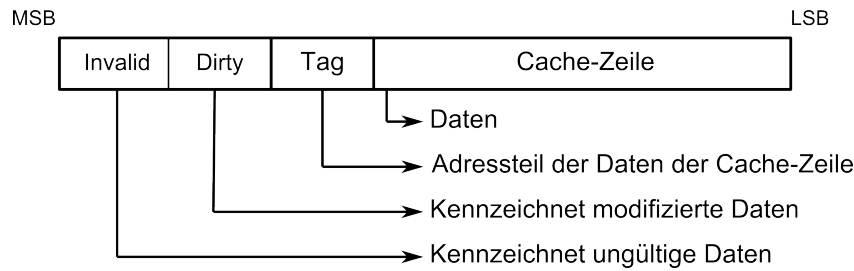 MSB LSB
Invalid Dirty Tag Cache-Zeile
Daten
Adressteil der Daten der Cache-Zeile
Kennzeichnet modifizierte Daten
Kennzeichnet ungültige Daten